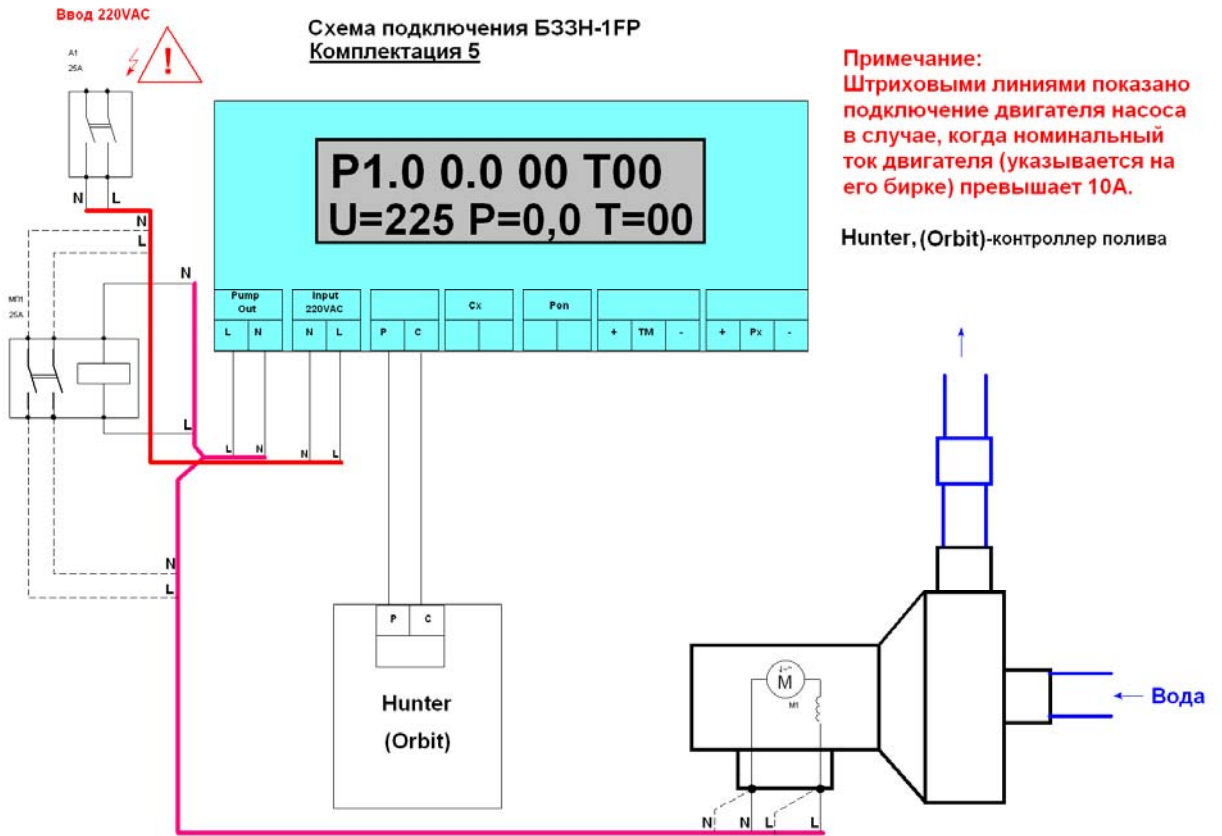 Ввод 220VAC
A1
25A
Схема подключения БЗЗН-1FP
Комплектация 5
Примечание:
Штриховыми линиями показано
подключение двигателя насоса
в случае, когда номинальный
ток двигателя (указывается на
его бирке) превышает 10А.
Hunter, (Orbit)-контроллер полива
P1.0 0.0 00 T00
U=225 P=0,0 T=00
N L
N
L
N
МП1
25A
Pump Out
Input 220VAC
Cx
Pon
L N N L P C + TM - + Px -
L
L N N L
N
L
P C
Hunter
(Orbit)
M
M1
Вода
N N L L